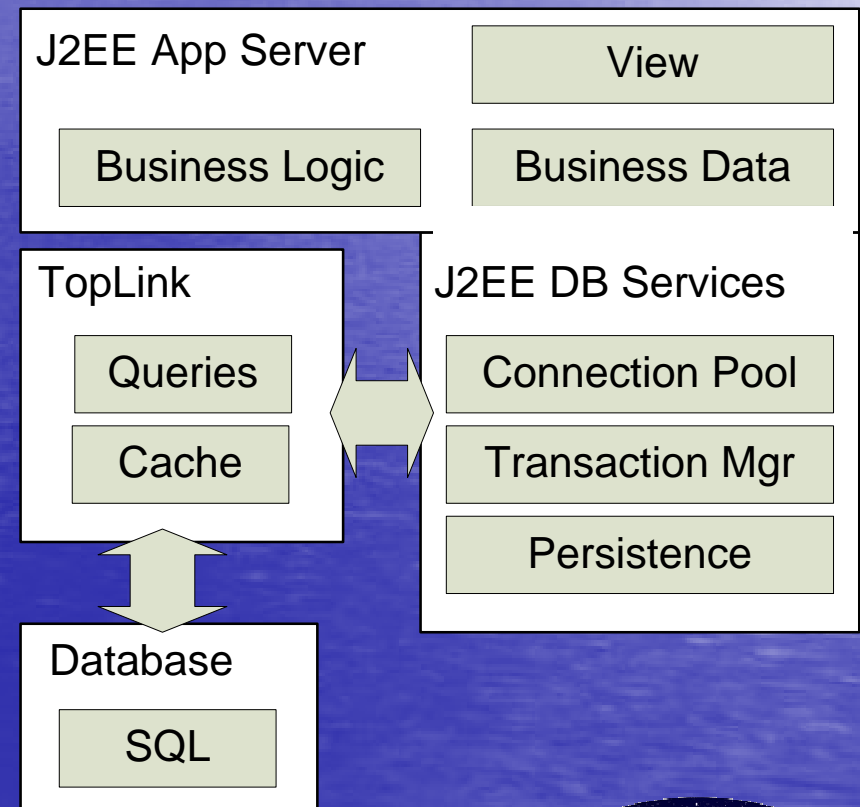 J2EE App Server
View
Business Logic
Business Data
TopLink
Queries
Cache
J2EE DB Services
Connection Pool
Transaction Mgr
Persistence
Database
SQL